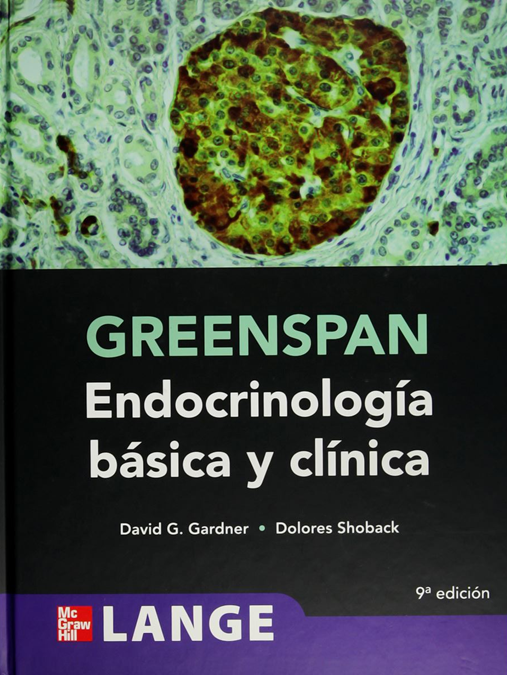 GREENSPAN
Endocrinología
básica y clínica
David G. Gardner • Dolores Shoback
9ª edición
Mc
Graw
Hill
LANGE